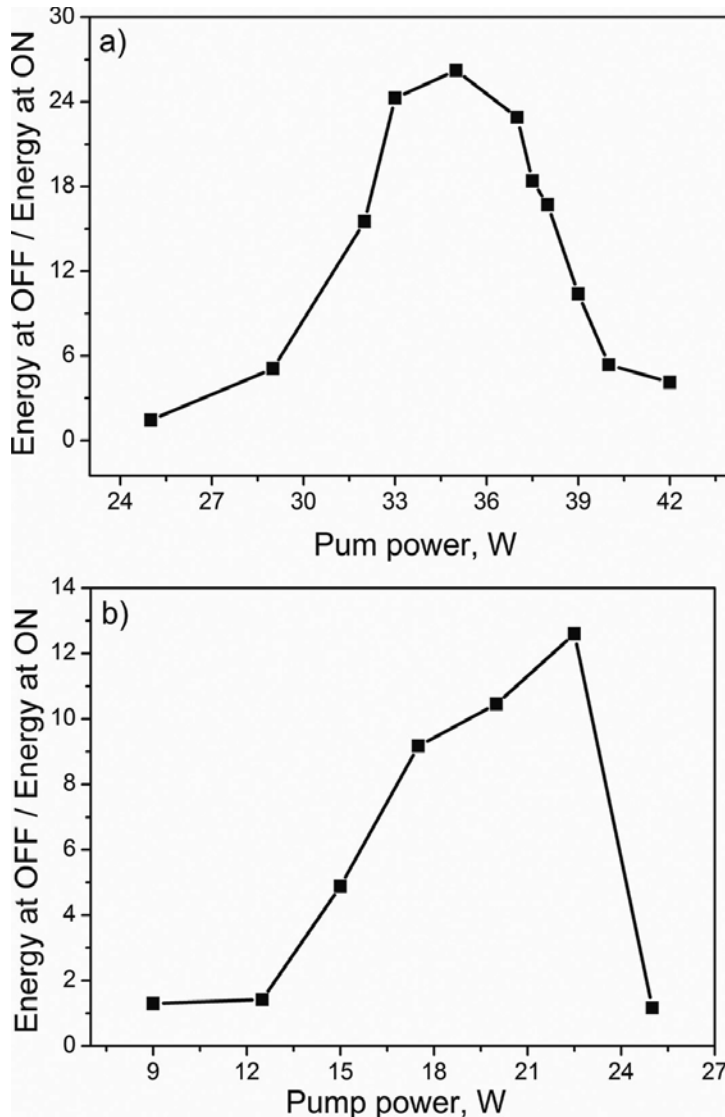 a)
Energy at OFF / Energy at ON
30
24
18
12
6
0
24 27 30 33 36 39 42
Pum power, W
b)
Energy at OFF / Energy at ON
14
12
10
8
6
4
2
0
9 12 15 18 21 24 27
Pump power, W